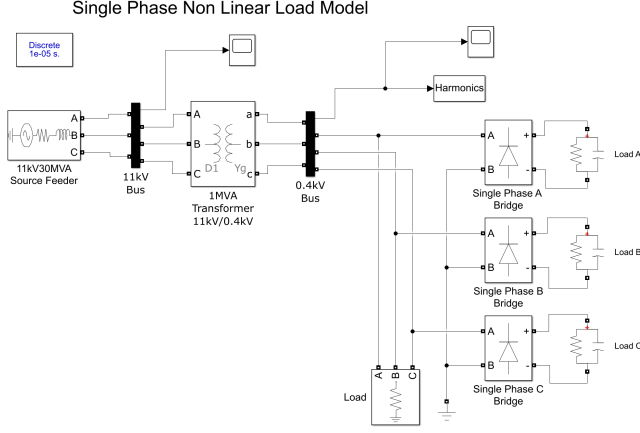 Single Phase Non Linear Load Model
Discrete
1e-05 s.
Harmonics
A
B
C
11kV30MVA
Source Feeder
11kV
Bus
A
B
C
a
b
c
D1
Yg
1MVA
Transformer
11kV/0.4kV
0.4kV
Bus
A
B
+
-
Single Phase A
Bridge
Load A
A
B
+
-
Single Phase B
Bridge
Load B
A
B
+
-
Single Phase C
Bridge
Load C
A
B
C
Load